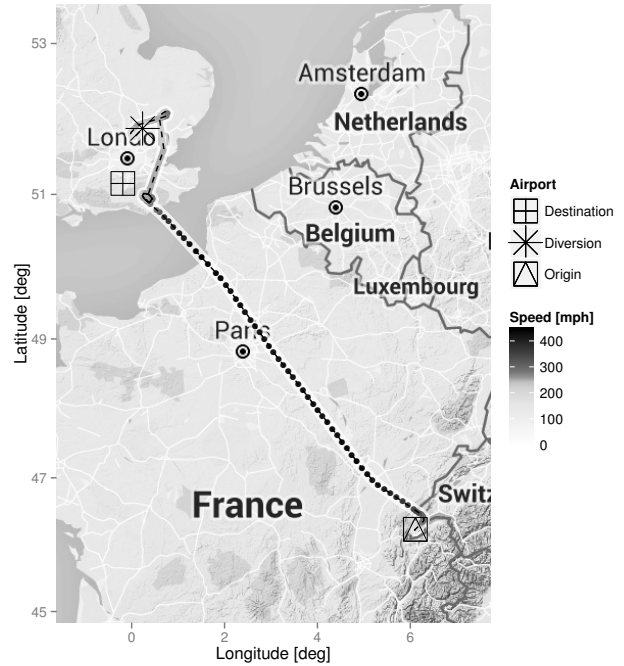 53
Amsterdam
Netherlands
51
Brussels
Belgium
Luxembourg
Airport
Destination
Diversion
Origin
Speed [mph]
400
300
200
100
0
Latitude [deg]
49
Paris
47
Switz
France
45
0
2
4
6
Longitude [deg]